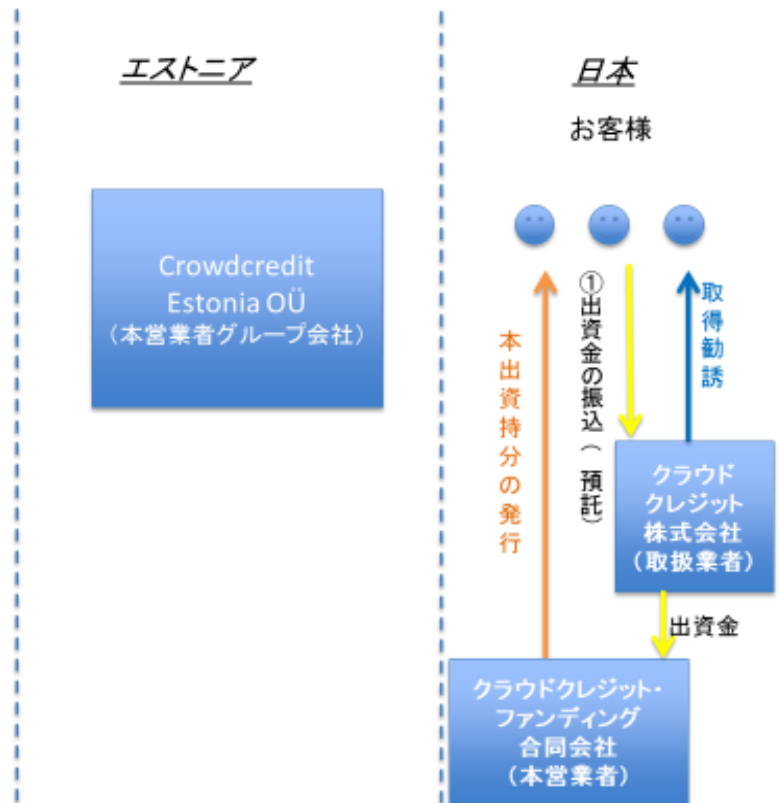 エストニア
日本
お客様
Crowdcredit
Estonia OÜ
（本営業者グループ会社）
本出資持分の発行
①出資金の振込（預託）
取得勧誘
クラウド
クレジット
株式会社
（取扱業者）
出資金
クラウドクレジット・
ファンディング
合同会社
（本営業者）